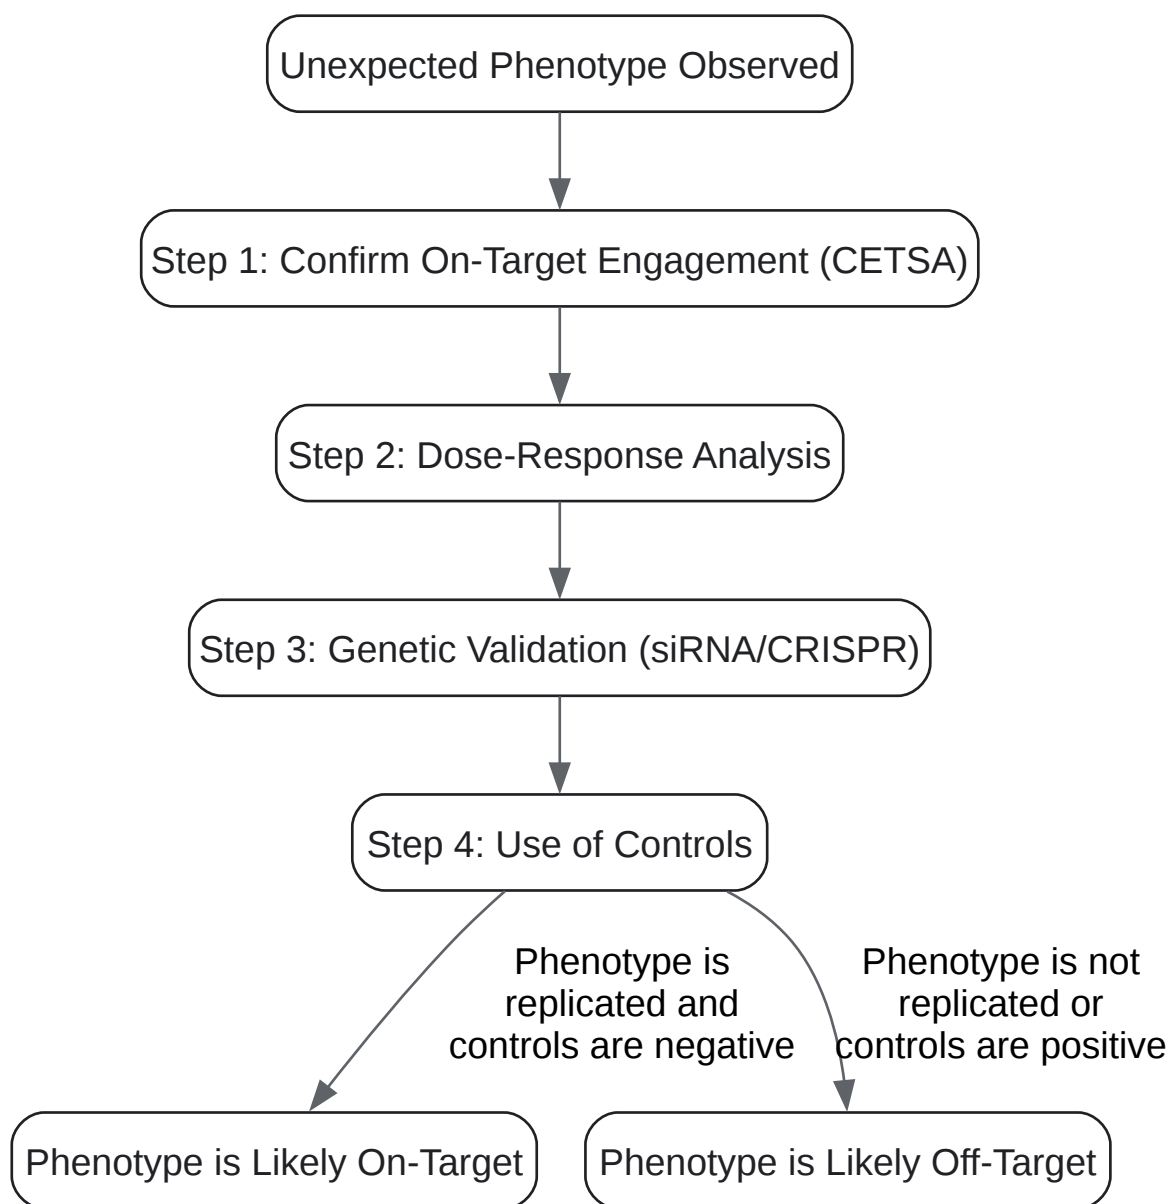 Unexpected Phenotype Observed
Step 1: Confirm On-Target Engagement (CETSA)
Step 2: Dose-Response Analysis
Step 3: Genetic Validation (siRNA/CRISPR)
Step 4: Use of Controls
Phenotype is
replicated and
controls are negative
Phenotype is not
replicated or
controls are positive
Phenotype is Likely On-Target
Phenotype is Likely Off-Target